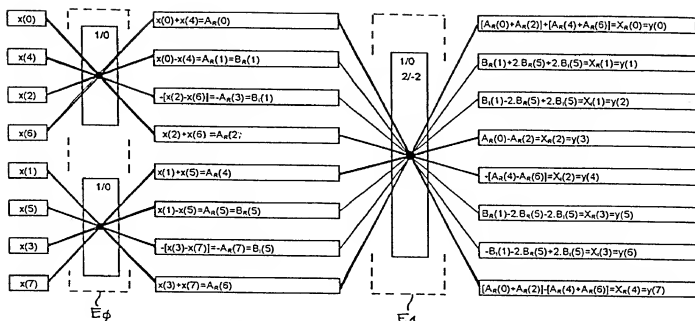 x(0)
x(4)
x(2)
x(6)
x(1)
x(5)
x(3)
x(7)
1/0
1/0
EΦ
x(0)+x(4)=A_R(0)
x(0)-x(4)=A_R(1)=B_R(1)
-[x(2)-x(6)]=-A_R(3)=B_I(1)
x(2)+x(6)=A_R(2;
x(1)+x(5)=A_R(4)
x(1)-x(5)=A_R(5)=B_R(5)
-[x(3)-x(7)]=-A_R(7)=B_I(5)
x(3)+x(7)=A_R(6)
1/0
2/-2
E1
[A_R(0)+A_R(2)]+[A_R(4)+A_R(6)]=X_R(0)=y(0)
B_R(1)+2.B_R(5)+2.B_I(5)=X_R(1)=y(1)
B_I(1)-2.B_R(5)+2.B_I(5)=X_I(1)=y(2)
A_R(0)-A_R(2)=X_R(2)=y(3)
-[A_R(4)-A_R(6)]=X_I(2)=y(4)
B_R(1)-2.B_R(5)-2.B_I(5)=X_R(3)=y(5)
-B_I(1)-2.B_R(5)+2.B_I(5)=X_I(3)=y(6)
[A_R(0)+A_R(2)]-[A_R(4)+A_R(6)]=X_R(4)=y(7)